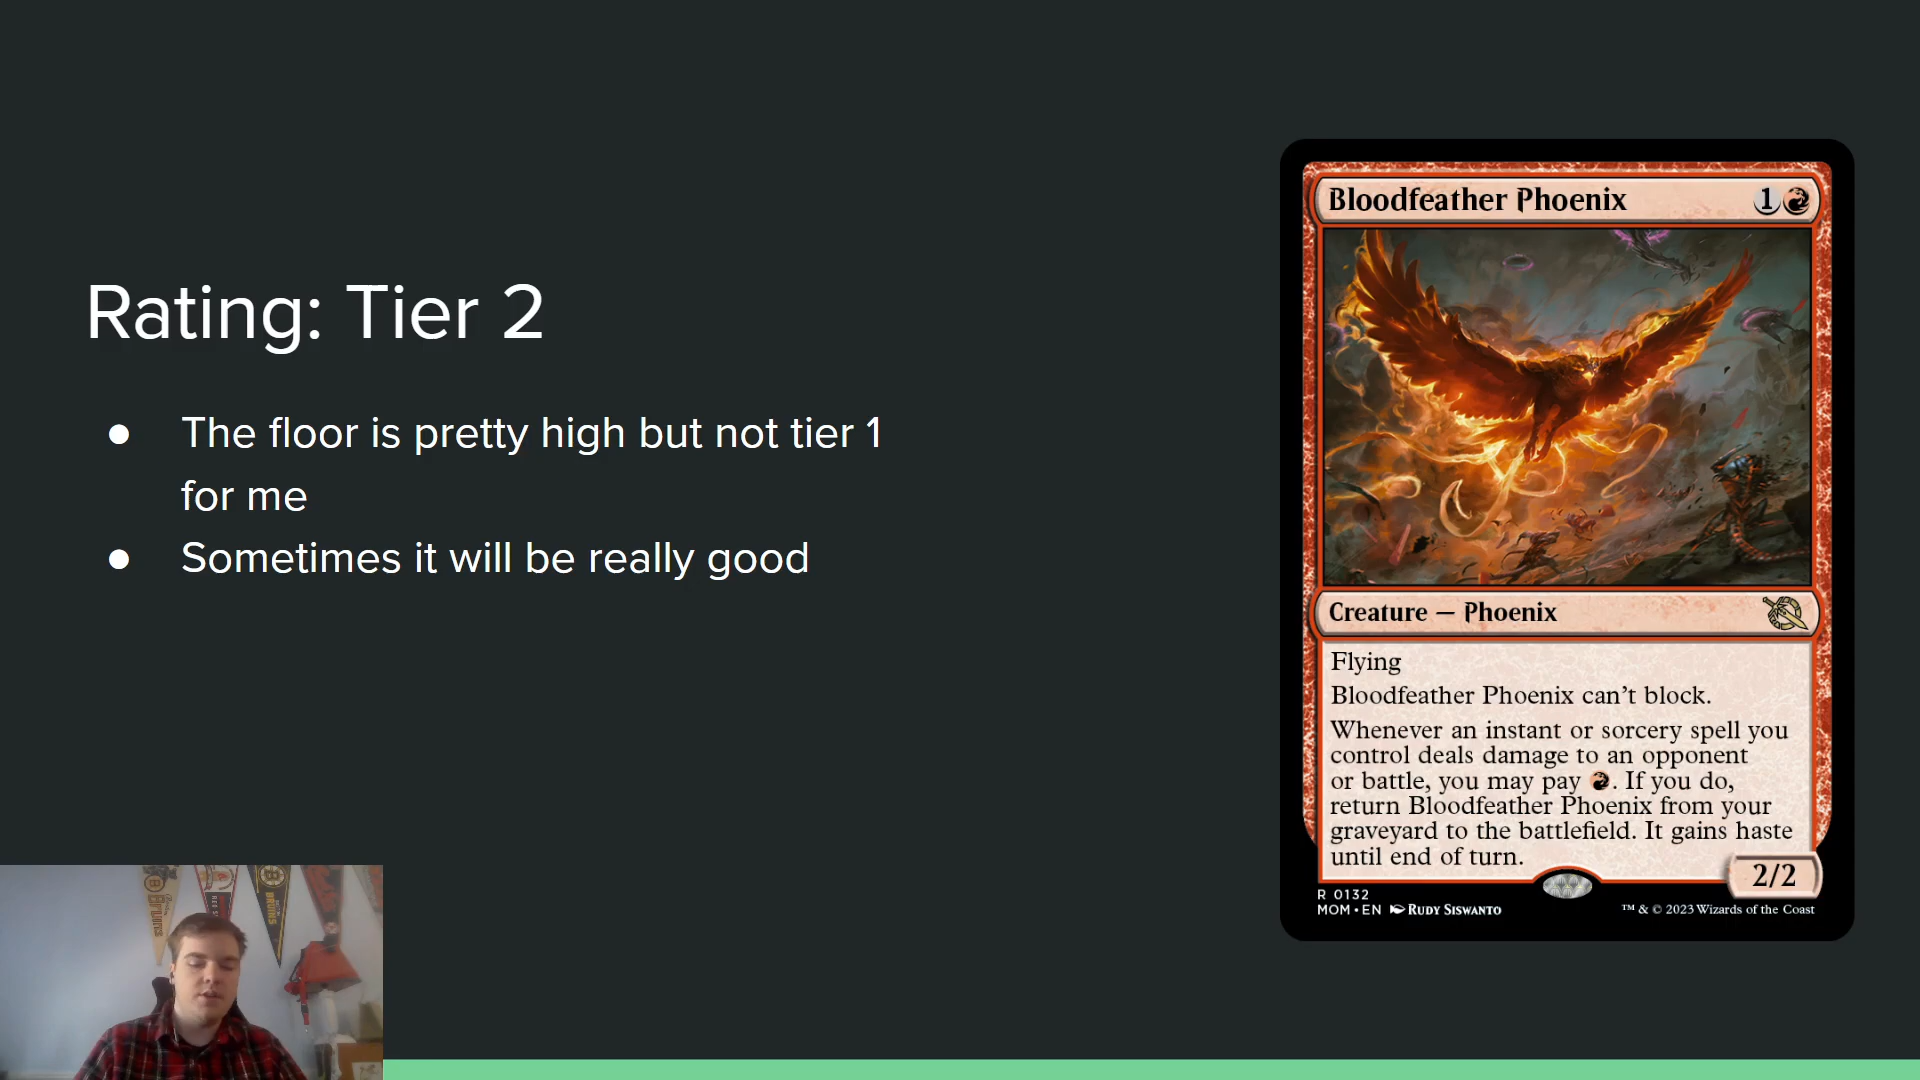 Rating: Tier 2
● The floor is pretty high but not tier 1
for me
● Sometimes it will be really good
Bloodfeather Phoenix 1
Creature — Phoenix
Flying
Bloodfeather Phoenix can't block.
Whenever an instant or sorcery spell you
control deals damage to an opponent
or battle, you may pay . If you do,
return Bloodfeather Phoenix from your
graveyard to the battlefield. It gains haste
until end of turn.
2/2
R 0132
MOM • EN RUDY SISWANTO
™ & © 2023 Wizards of the Coast
BRUINS